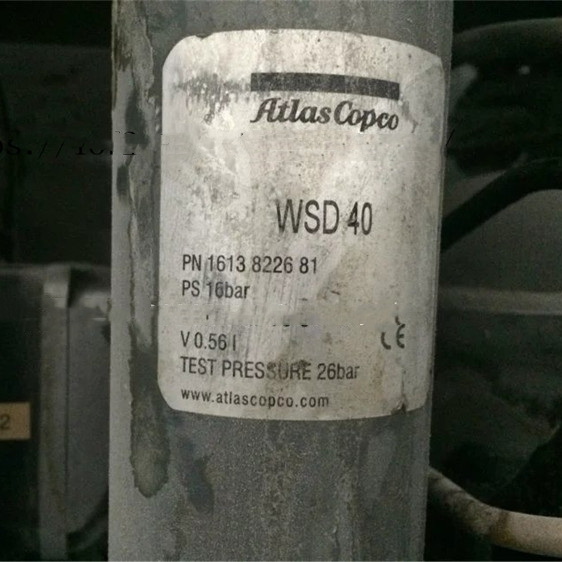 Atlas Copco
WSD 40
PN 1613 8226 81
PS 16bar
V 0.56 l
CE
TEST PRESSURE 26bar
www.atlascopco.com
2